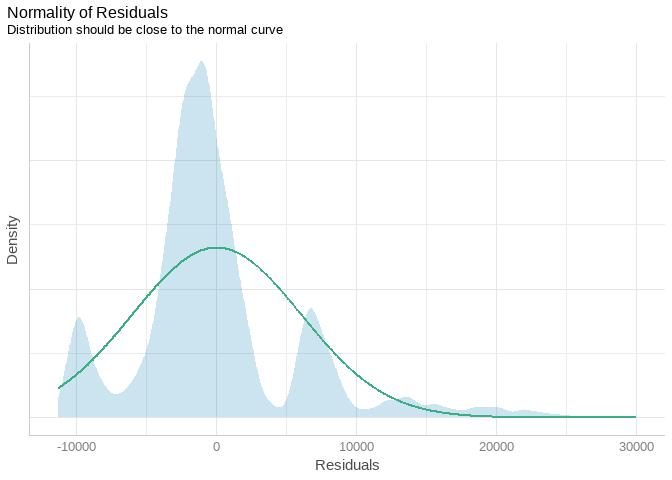 Normality of Residuals
Distribution should be close to the normal curve
Density
-10000 0 10000 20000 30000
Residuals